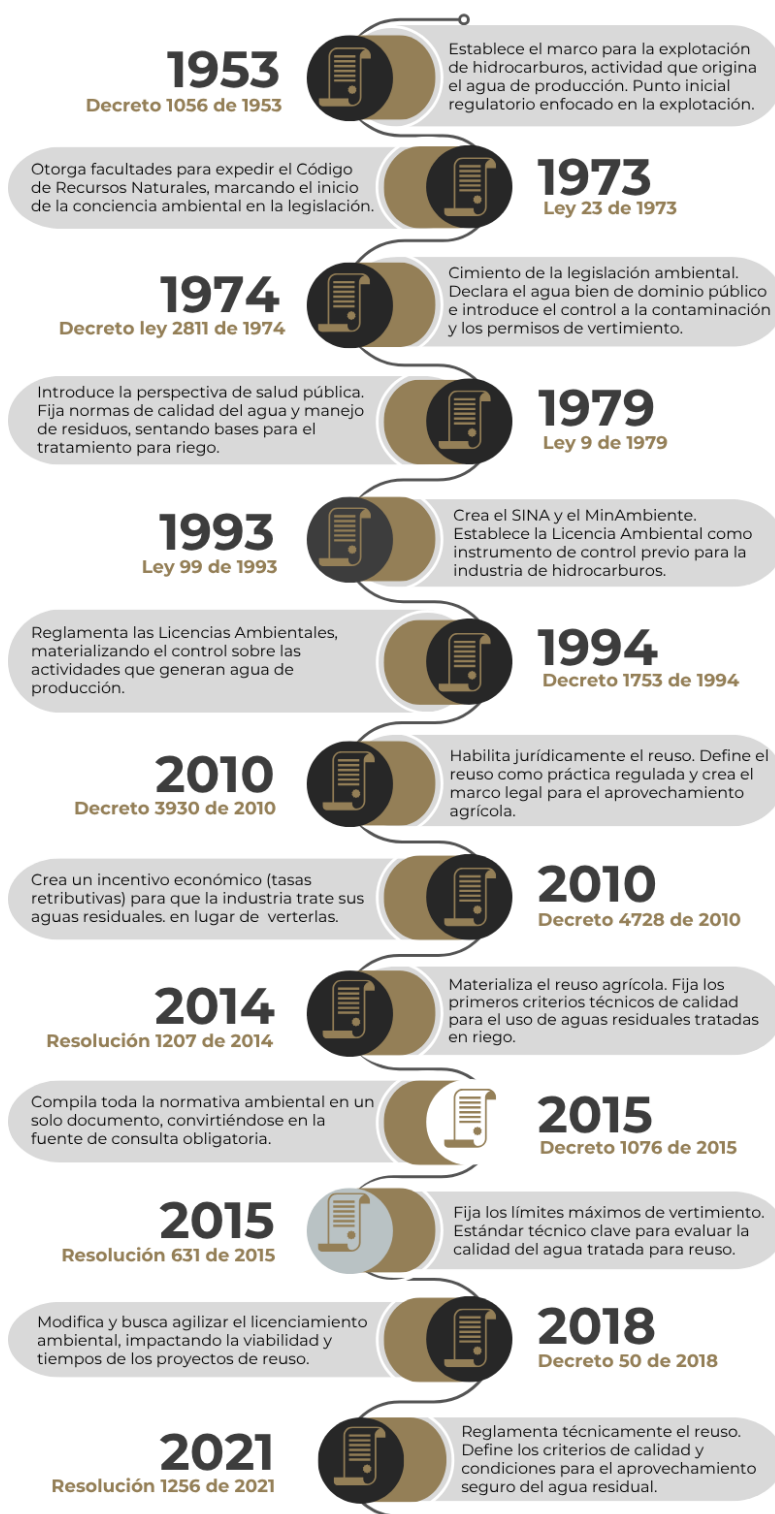 1953
Decreto 1056 de 1953
Establece el marco para la explotación
de hidrocarburos, actividad que origina
el agua de producción. Punto inicial
regulatorio enfocado en la explotación.
Otorga facultades para expedir el Código
de Recursos Naturales, marcando el inicio
de la conciencia ambiental en la legislación.
1973
Ley 23 de 1973
1974
Decreto ley 2811 de 1974
Cimiento de la legislación ambiental.
Declara el agua bien de dominio público
e introduce el control a la contaminación
y los permisos de vertimiento.
Introduce la perspectiva de salud pública.
Fija normas de calidad del agua y manejo
de residuos, sentando bases para el
tratamiento para riego.
1979
Ley 9 de 1979
1993
Ley 99 de 1993
Crea el SINA y el MinAmbiente.
Establece la Licencia Ambiental como
instrumento de control previo para la
industria de hidrocarburos.
Reglamenta las Licencias Ambientales,
materializando el control sobre las
actividades que generan agua de
producción.
1994
Decreto 1753 de 1994
2010
Decreto 3930 de 2010
Habilita jurídicamente el reuso. Define el
reuso como práctica regulada y crea el
marco legal para el aprovechamiento
agrícola.
Crea un incentivo económico (tasas
retributivas) para que la industria trate sus
aguas residuales. en lugar de verterlas.
2010
Decreto 4728 de 2010
2014
Resolución 1207 de 2014
Materializa el reuso agrícola. Fija los
primeros criterios técnicos de calidad
para el uso de aguas residuales tratadas
en riego.
Compila toda la normativa ambiental en un
solo documento, convirtiéndose en la
fuente de consulta obligatoria.
2015
Decreto 1076 de 2015
2015
Resolución 631 de 2015
Fija los límites máximos de vertimiento.
Estándar técnico clave para evaluar la
calidad del agua tratada para reuso.
Modifica y busca agilizar el licenciamiento
ambiental, impactando la viabilidad y
tiempos de los proyectos de reuso.
2018
Decreto 50 de 2018
2021
Resolución 1256 de 2021
Reglamenta técnicamente el reuso.
Define los criterios de calidad y
condiciones para el aprovechamiento
seguro del agua residual.